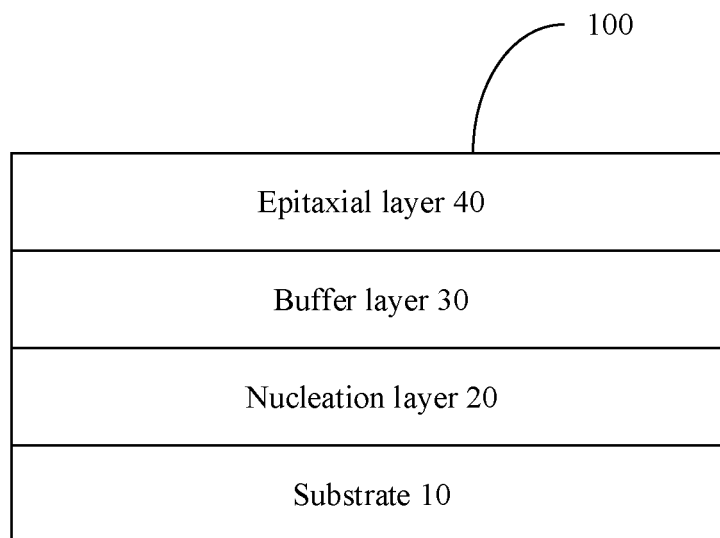 100
Epitaxial layer 40
Buffer layer 30
Nucleation layer 20
Substrate 10